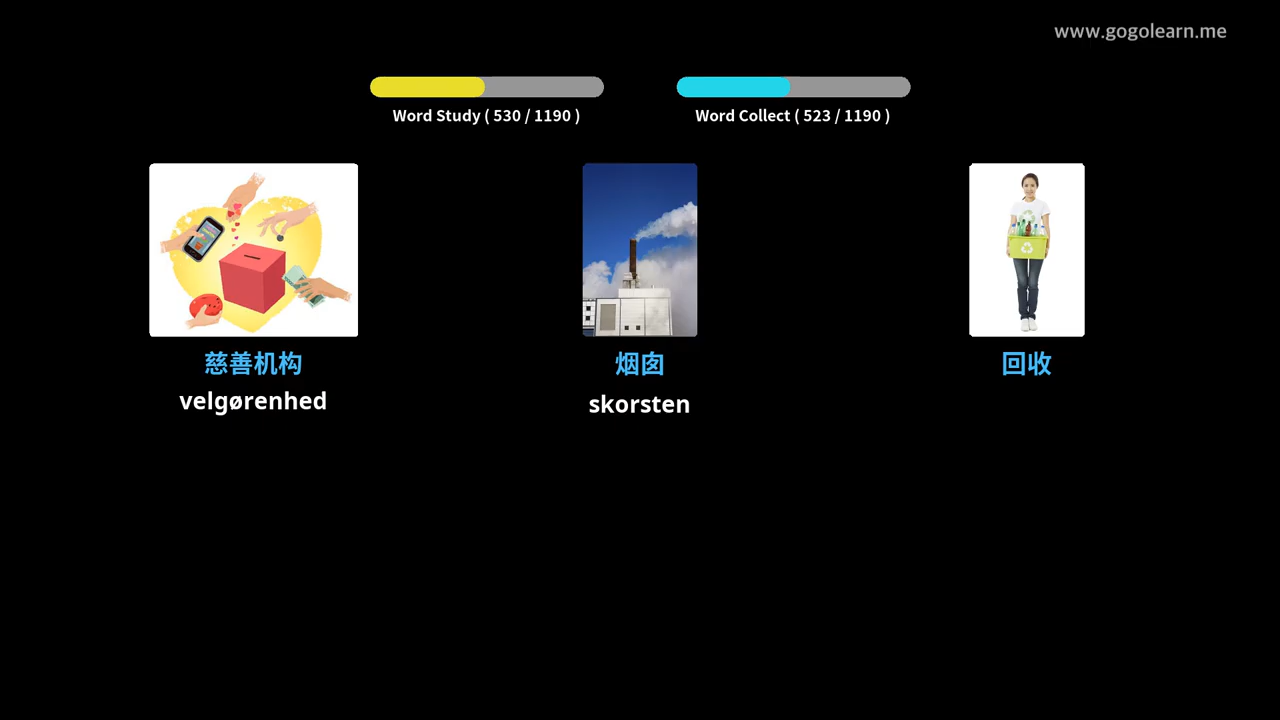 www.gogolearn.me
Word Study ( 530 / 1190 )
Word Collect ( 523 / 1190 )
慈善机构
velgørenhed
烟囱
skorsten
回收